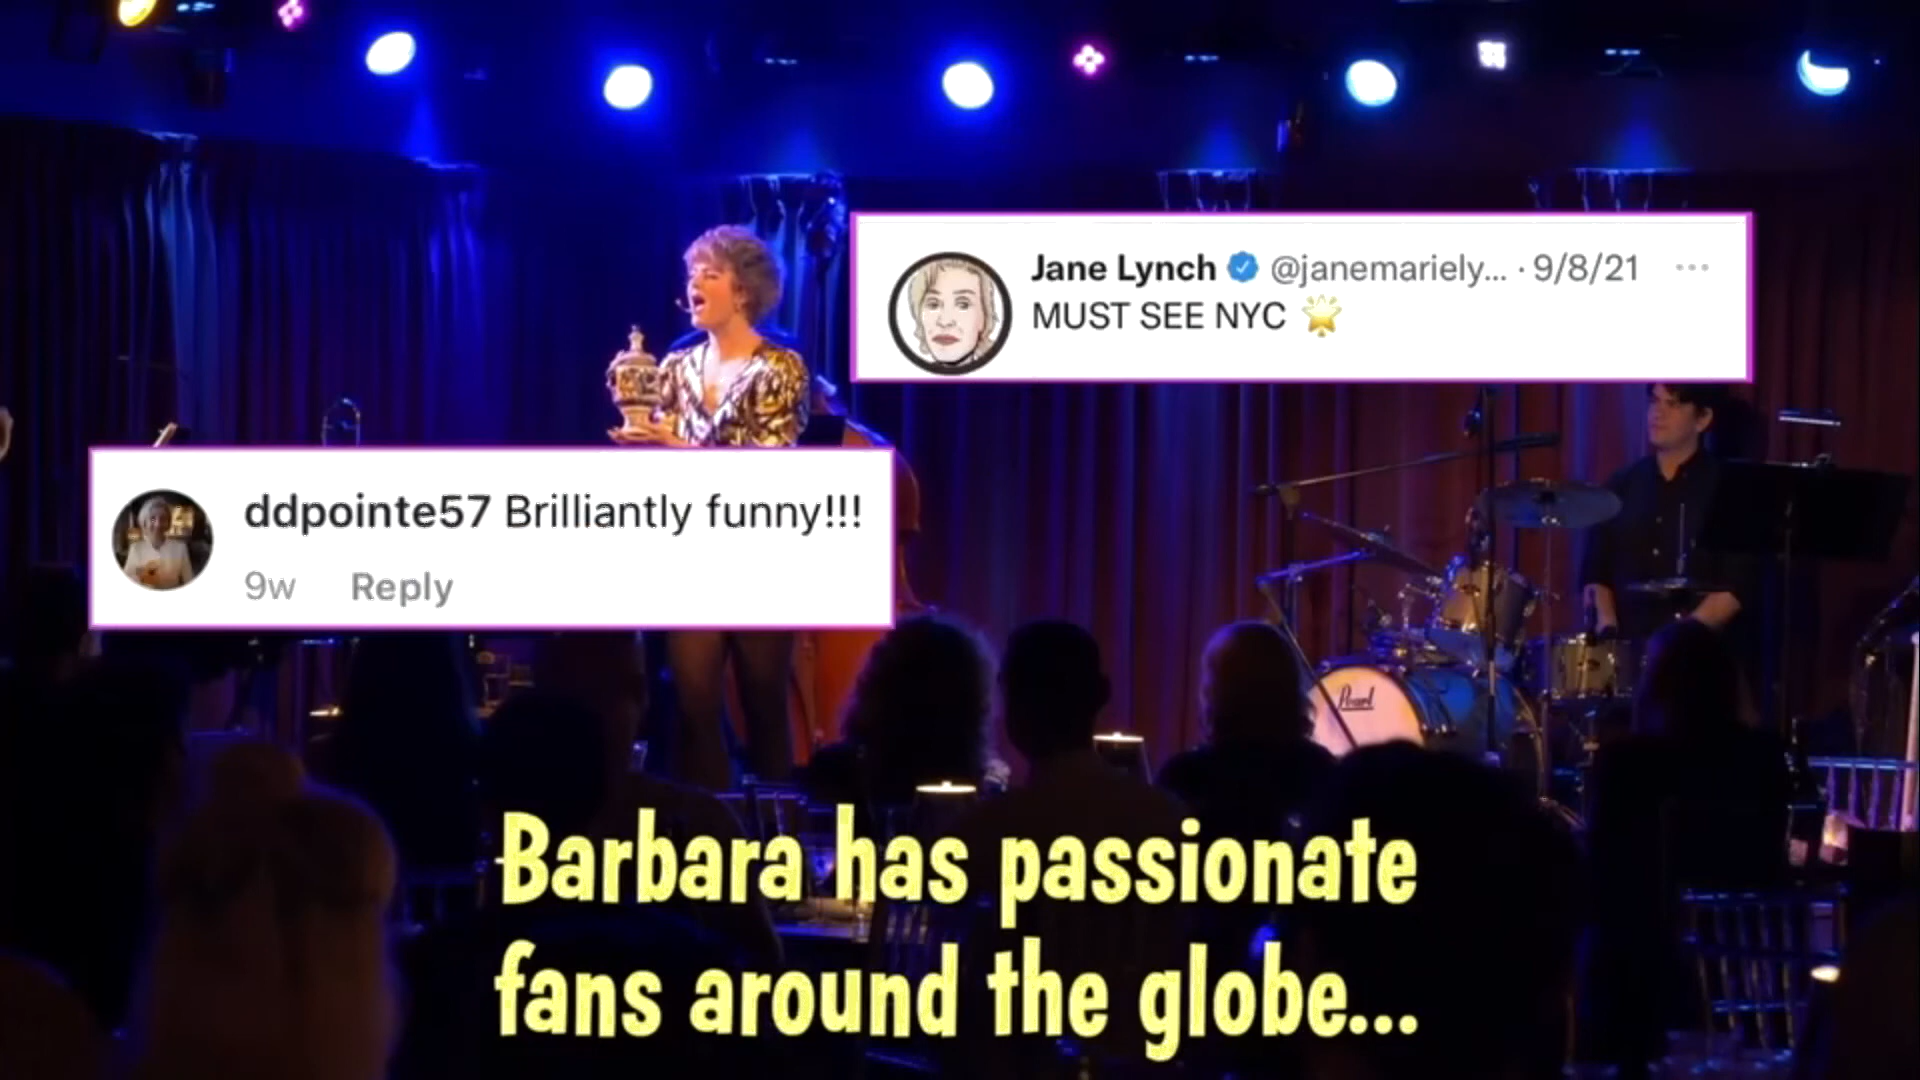 Jane Lynch @janemariely... · 9/8/21 ...
MUST SEE NYC 🌟
ddpointe57 Brilliantly funny!!!
9w Reply
Pearl
Barbara has passionate
fans around the globe...